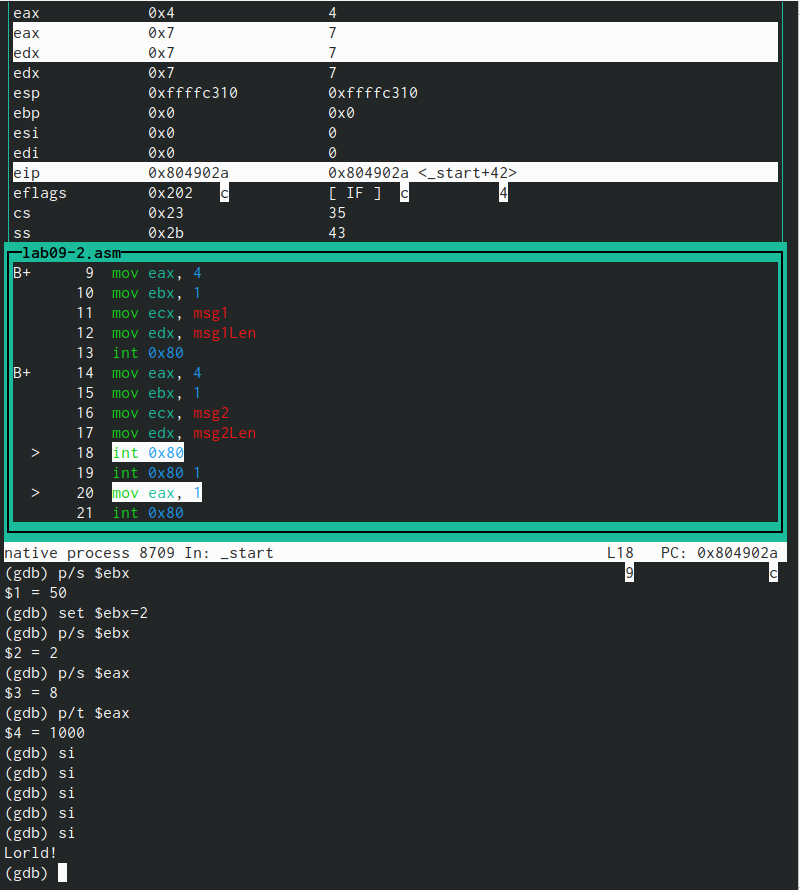 eax 0x4 4
eax 0x7 7
edx 0x7 7
edx 0x7 7
esp 0xffffc310 0xffffc310
ebp 0x0 0x0
esi 0x0 0
edi 0x0 0
eip 0x804902a 0x804902a <_start+42>
eflags 0x202 c [ IF ] c 4
cs 0x23 35
ss 0x2b 43
lab09-2.asm
B+ 9 mov eax, 4
10 mov ebx, 1
11 mov ecx, msg1
12 mov edx, msg1Len
13 int 0x80
B+ 14 mov eax, 4
15 mov ebx, 1
16 mov ecx, msg2
17 mov edx, msg2Len
> 18 int 0x80
19 int 0x80 1
> 20 mov eax, 1
21 int 0x80
native process 8709 In: _start L18 PC: 0x804902a
(gdb) p/s $ebx 9 c
$1 = 50
(gdb) set $ebx=2
(gdb) p/s $ebx
$2 = 2
(gdb) p/s $eax
$3 = 8
(gdb) p/t $eax
$4 = 1000
(gdb) si
(gdb) si
(gdb) si
(gdb) si
(gdb) si
Lorld!
(gdb)